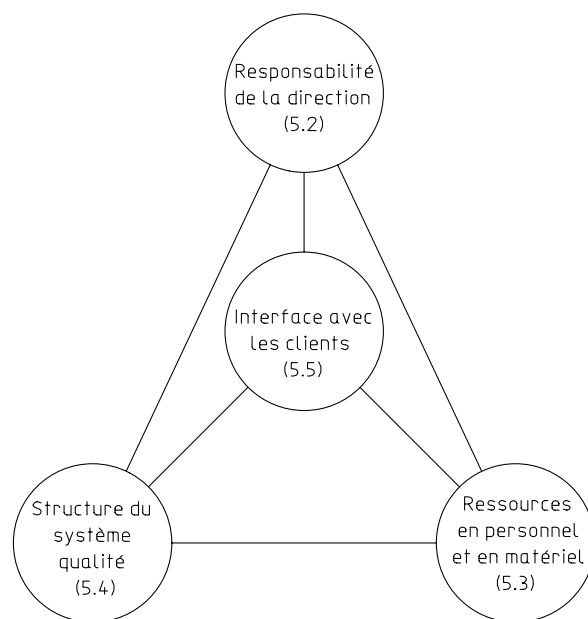 Responsabilité
de la direction
(5.2)
Interface avec
les clients
(5.5)
Structure du
système
qualité
(5.4)
Ressources
en personnel
et en matériel
(5.3)